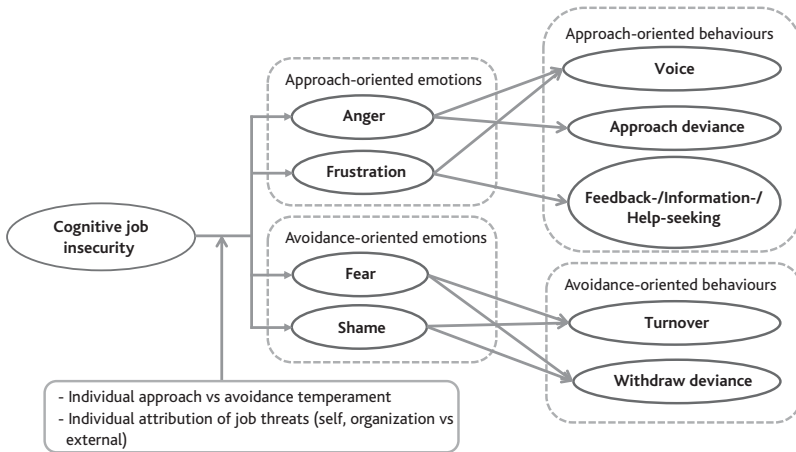 Approach-oriented behaviours
Voice
Approach deviance
Feedback-/Information-/
Help-seeking
Approach-oriented emotions
Anger
Frustration
Cognitive job
insecurity
Avoidance-oriented emotions
Fear
Shame
Avoidance-oriented behaviours
Turnover
Withdraw deviance
- Individual approach vs avoidance temperament
- Individual attribution of job threats (self, organization vs
external)